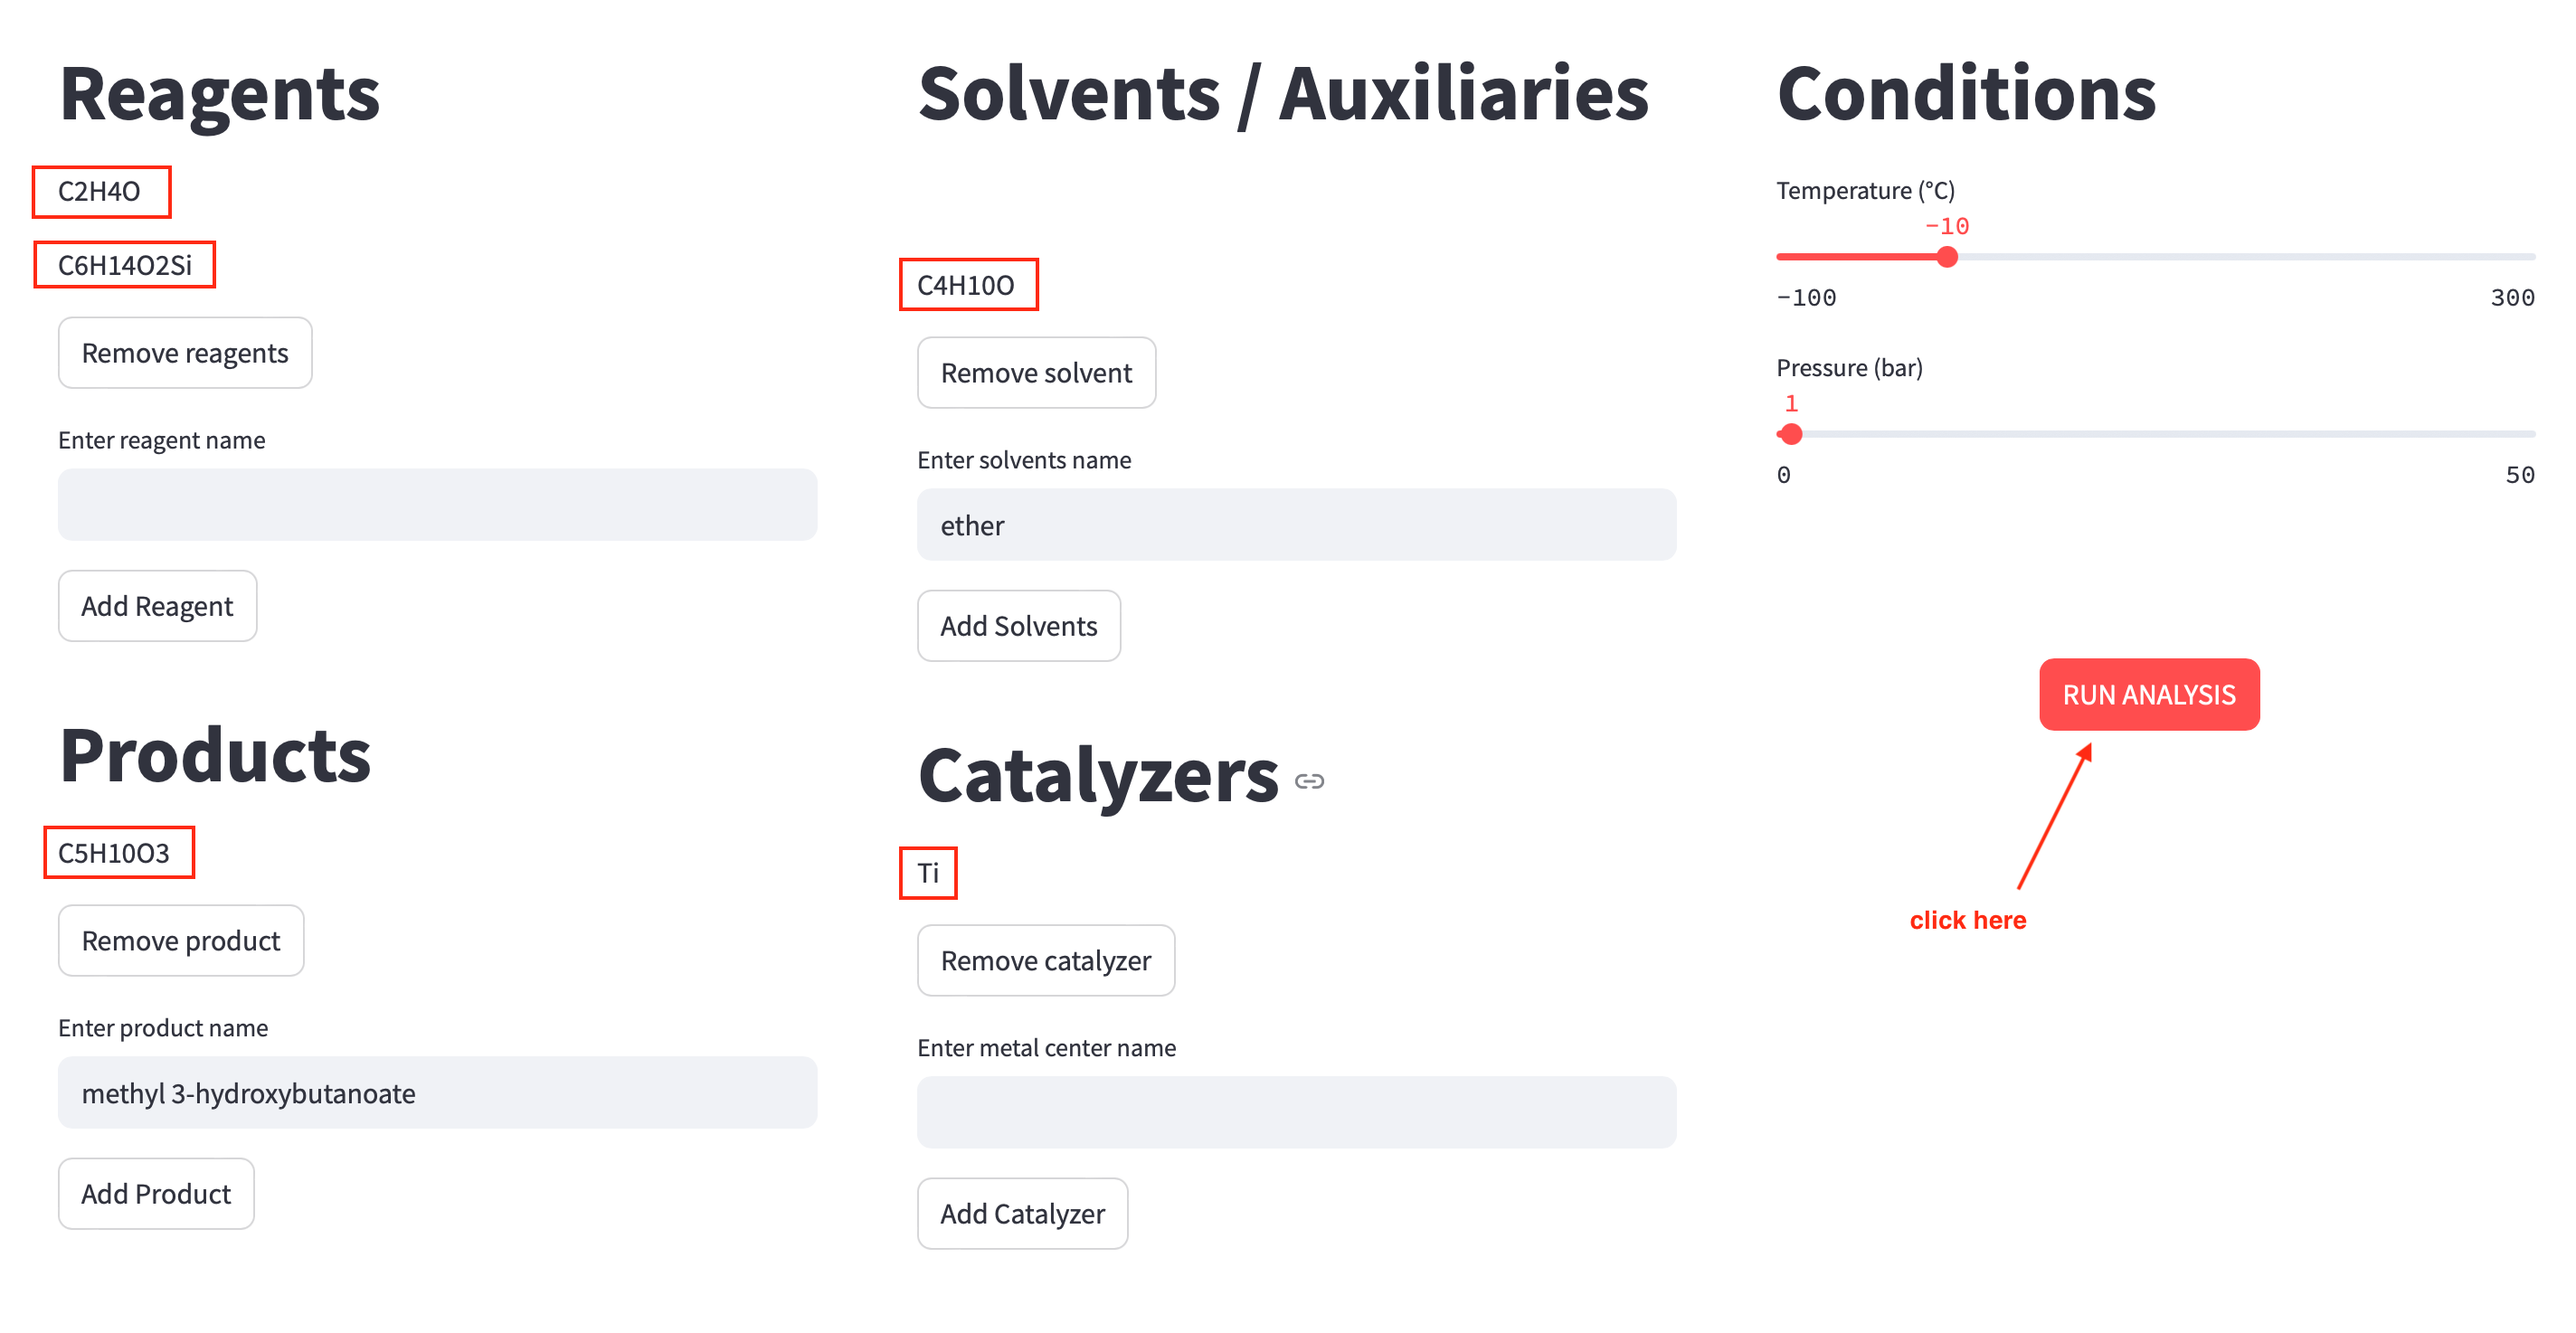 Reagents
C2H4O
C6H14O2Si
Remove reagents
Enter reagent name
Add Reagent
Products
C5H10O3
Remove product
Enter product name
methyl 3-hydroxybutanoate
Add Product
Solvents / Auxiliaries
C4H10O
Remove solvent
Enter solvents name
ether
Add Solvents
Catalyzers
Ti
Remove catalyzer
Enter metal center name
Add Catalyzer
Conditions
Temperature (°C)
-10
-100 300
Pressure (bar)
1
0 50
RUN ANALYSIS
click here